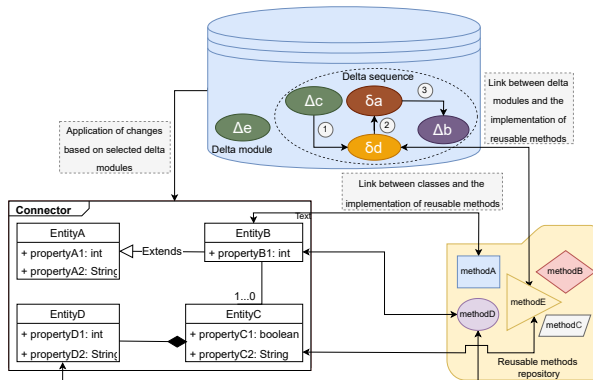 Delta sequence
Δc
δa
3
Δe
1
2
Δb
δd
Delta module
Link between delta
modules and the
implementation of
reusable methods
Application of changes
based on selected delta
modules
Link between classes and the
implementation of reusable methods
Connector
Text
EntityA
+ propertyA1: int
+ propertyA2: String
Extends
EntityB
+ propertyB1: int
1...0
EntityD
+ propertyD1: int
+ propertyD2: String
EntityC
+ propertyC1: boolean
+ propertyC2: String
methodA
methodB
methodE
methodD
methodC
Reusable methods
repository